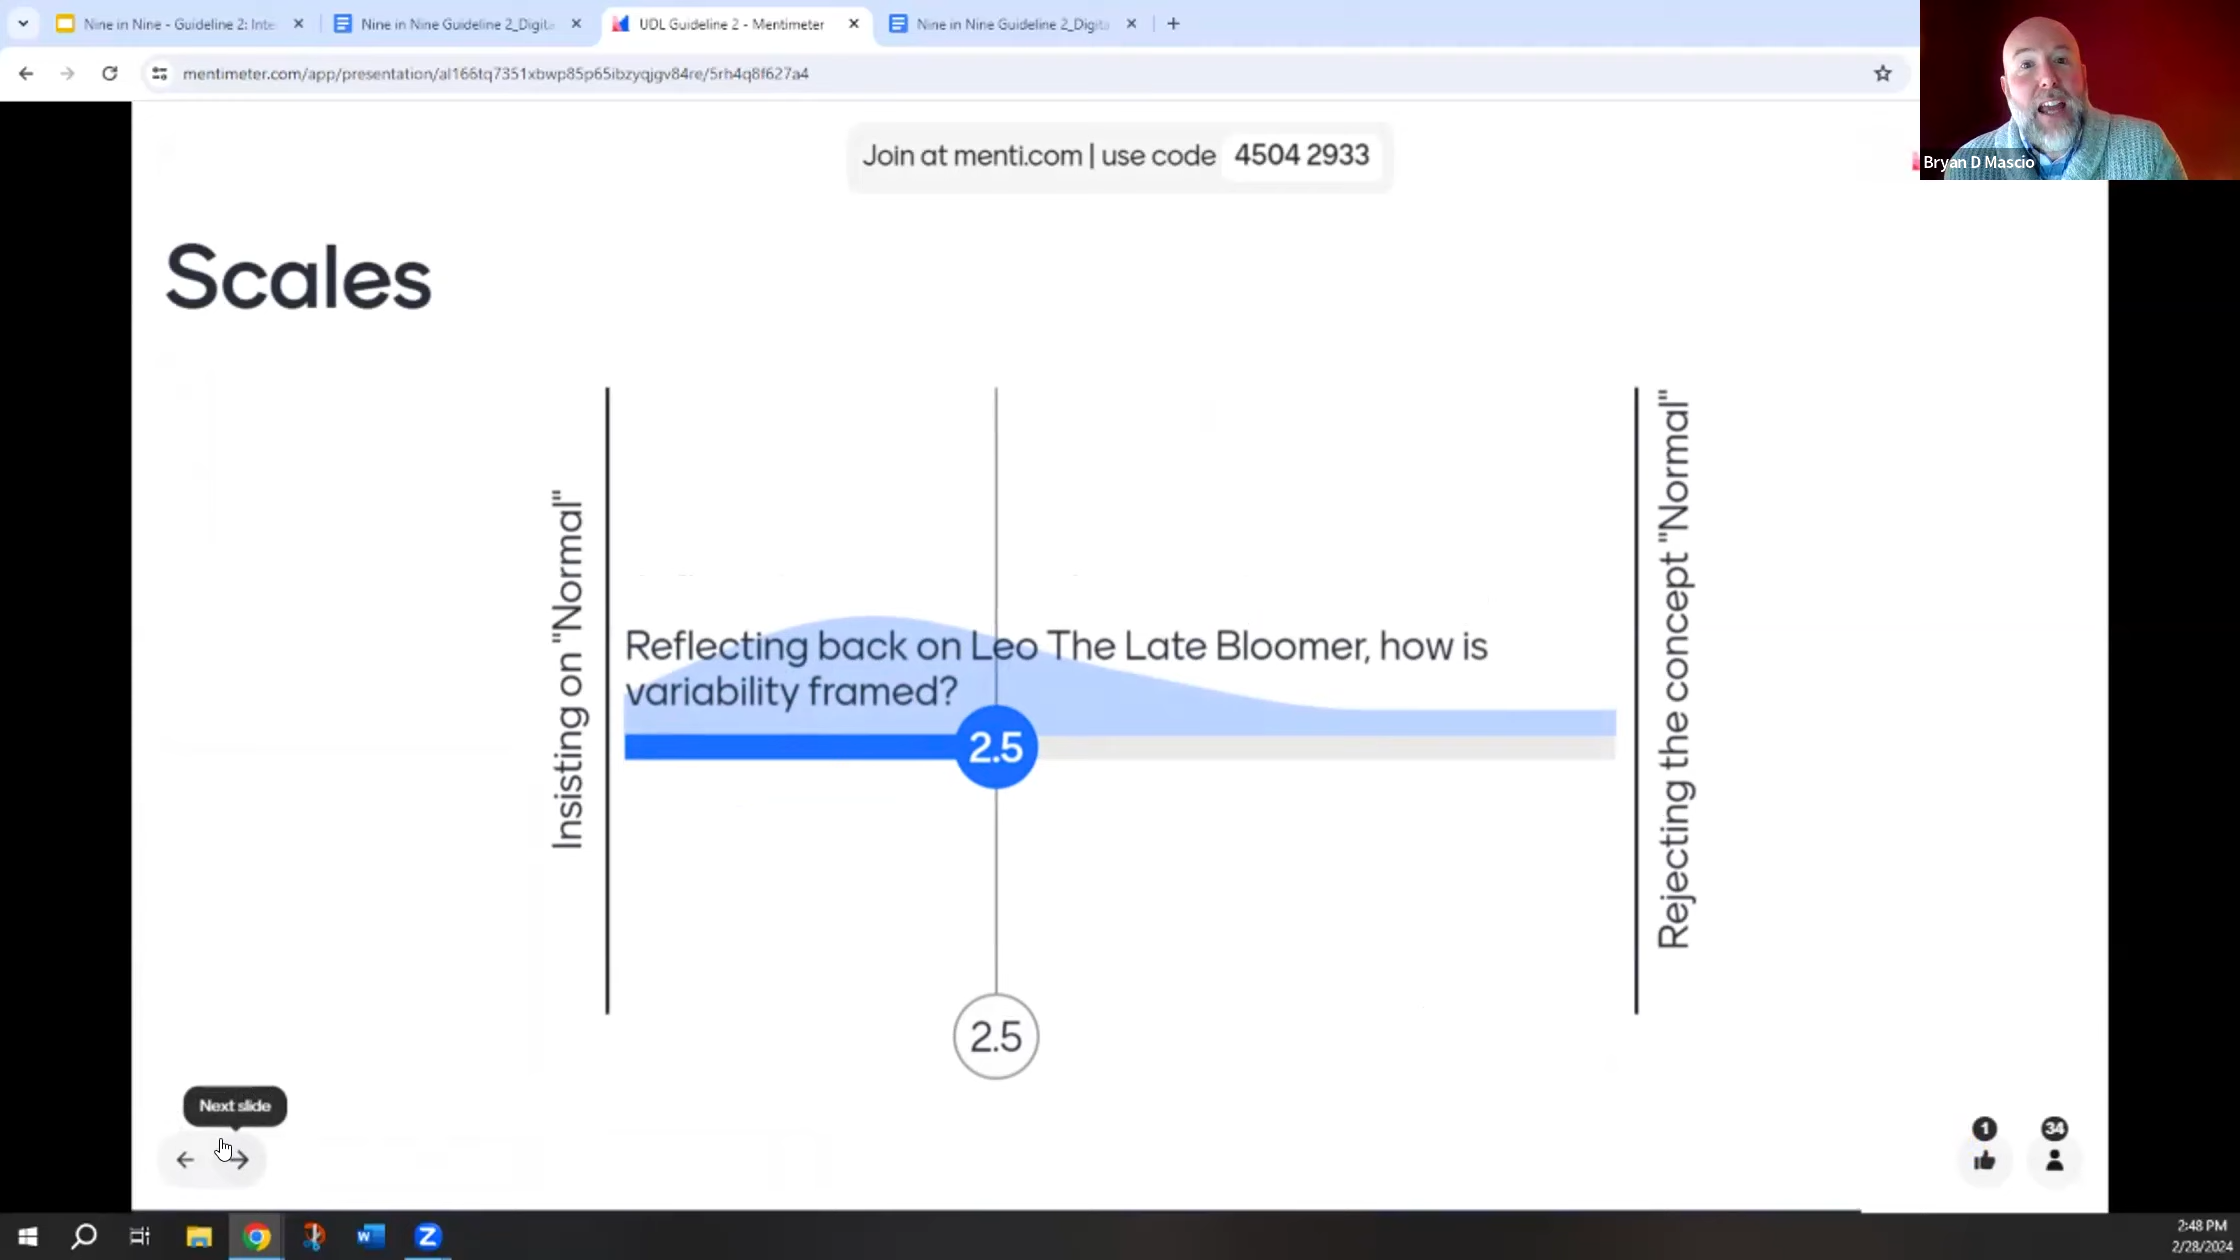 Nine in Nine - Guideline 2: Inte
Nine in Nine Guideline 2_Digita
UDL Guideline 2 - Mentimeter
Nine in Nine Guideline 2_Digita
mentimeter.com/app/presentation/al166tq7351xbwp85p65ibzyqjgv84re/5rh4q8f627a4
Bryan D Mascio
Join at menti.com | use code 4504 2933
Scales
Insisting on "Normal"
Reflecting back on Leo The Late Bloomer, how is
variability framed?
2.5
Rejecting the concept "Normal"
2.5
Next slide
1
34
2:48 PM
2/28/2024